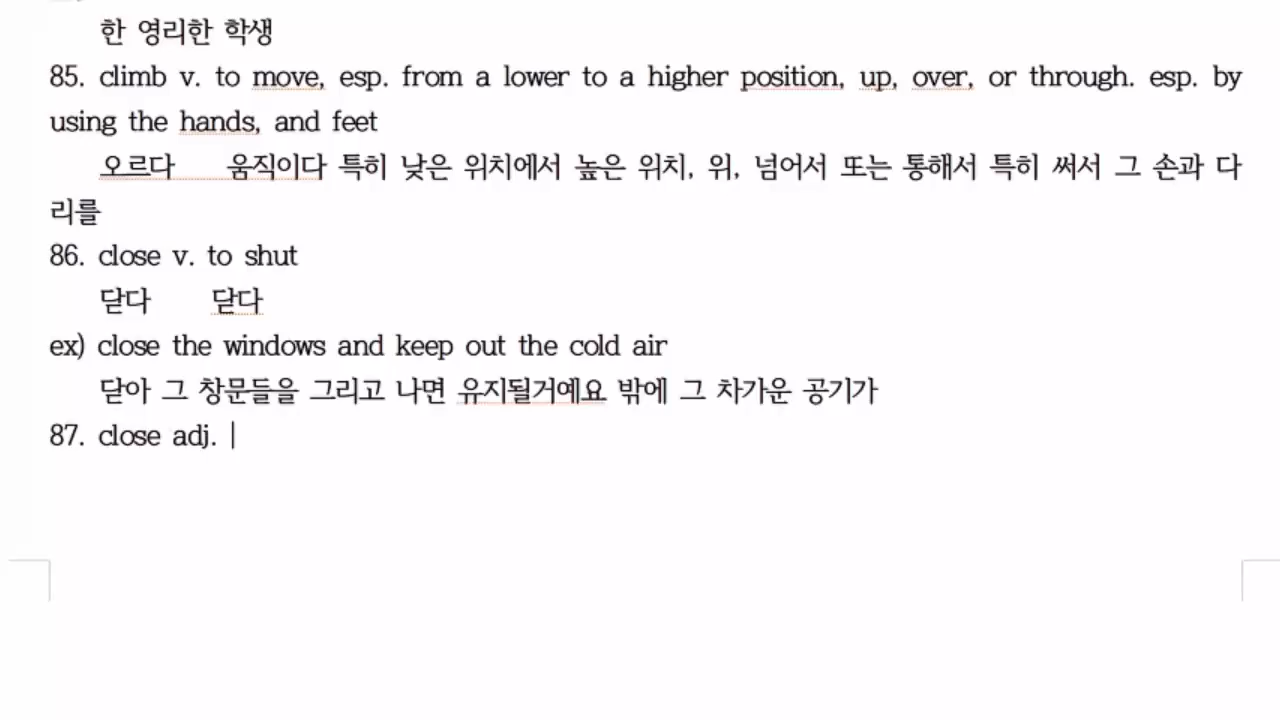 한 영리한 학생
85. climb v. to move, esp. from a lower to a higher position, up, over, or through. esp. by
using the hands, and feet
오르다 움직이다 특히 낮은 위치에서 높은 위치, 위, 넘어서 또는 통해서 특히 써서 그 손과 다
리를
86. close v. to shut
닫다 닫다
ex) close the windows and keep out the cold air
닫아 그 창문들을 그리고 나면 유지될거예요 밖에 그 차가운 공기가
87. close adj.